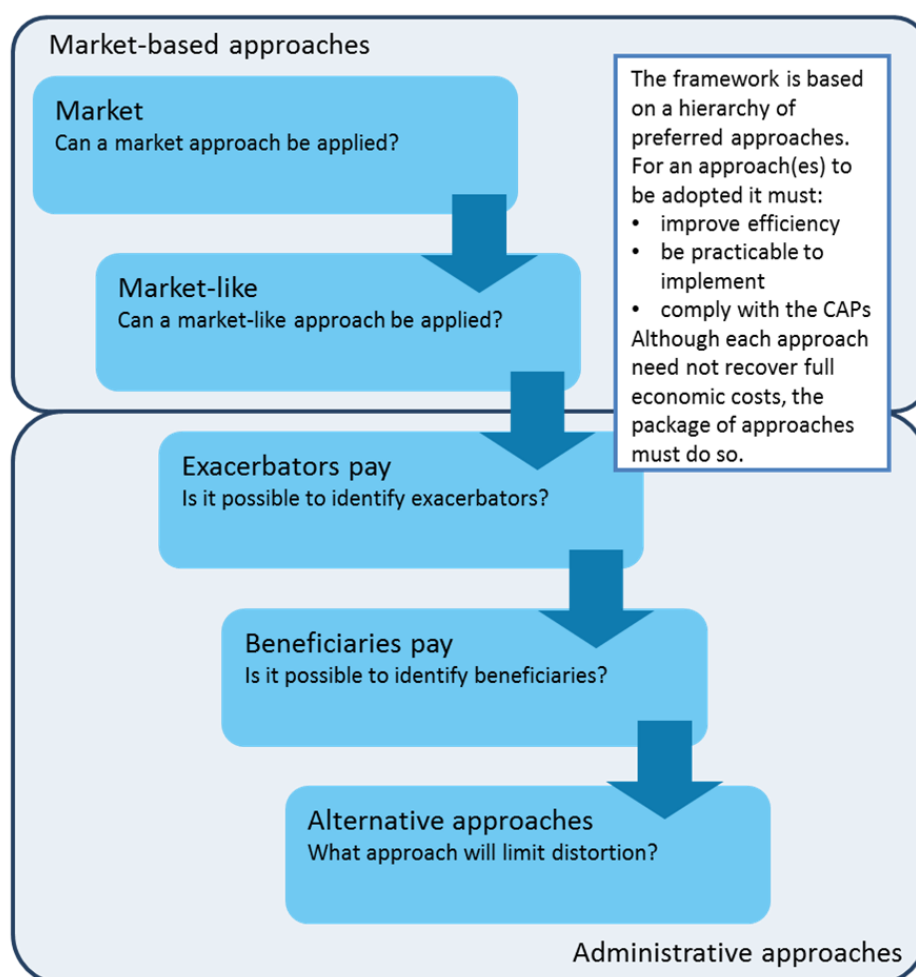 Market-based approaches
Market
Can a market approach be applied?
Market-like
Can a market-like approach be applied?
The framework is based
on a hierarchy of
preferred approaches.
For an approach(es) to
be adopted it must:
• improve efficiency
• be practicable to
implement
• comply with the CAPs
Although each approach
need not recover full
economic costs, the
package of approaches
must do so.
Exacerbators pay
Is it possible to identify exacerbators?
Beneficiaries pay
Is it possible to identify beneficiaries?
Alternative approaches
What approach will limit distortion?
Administrative approaches